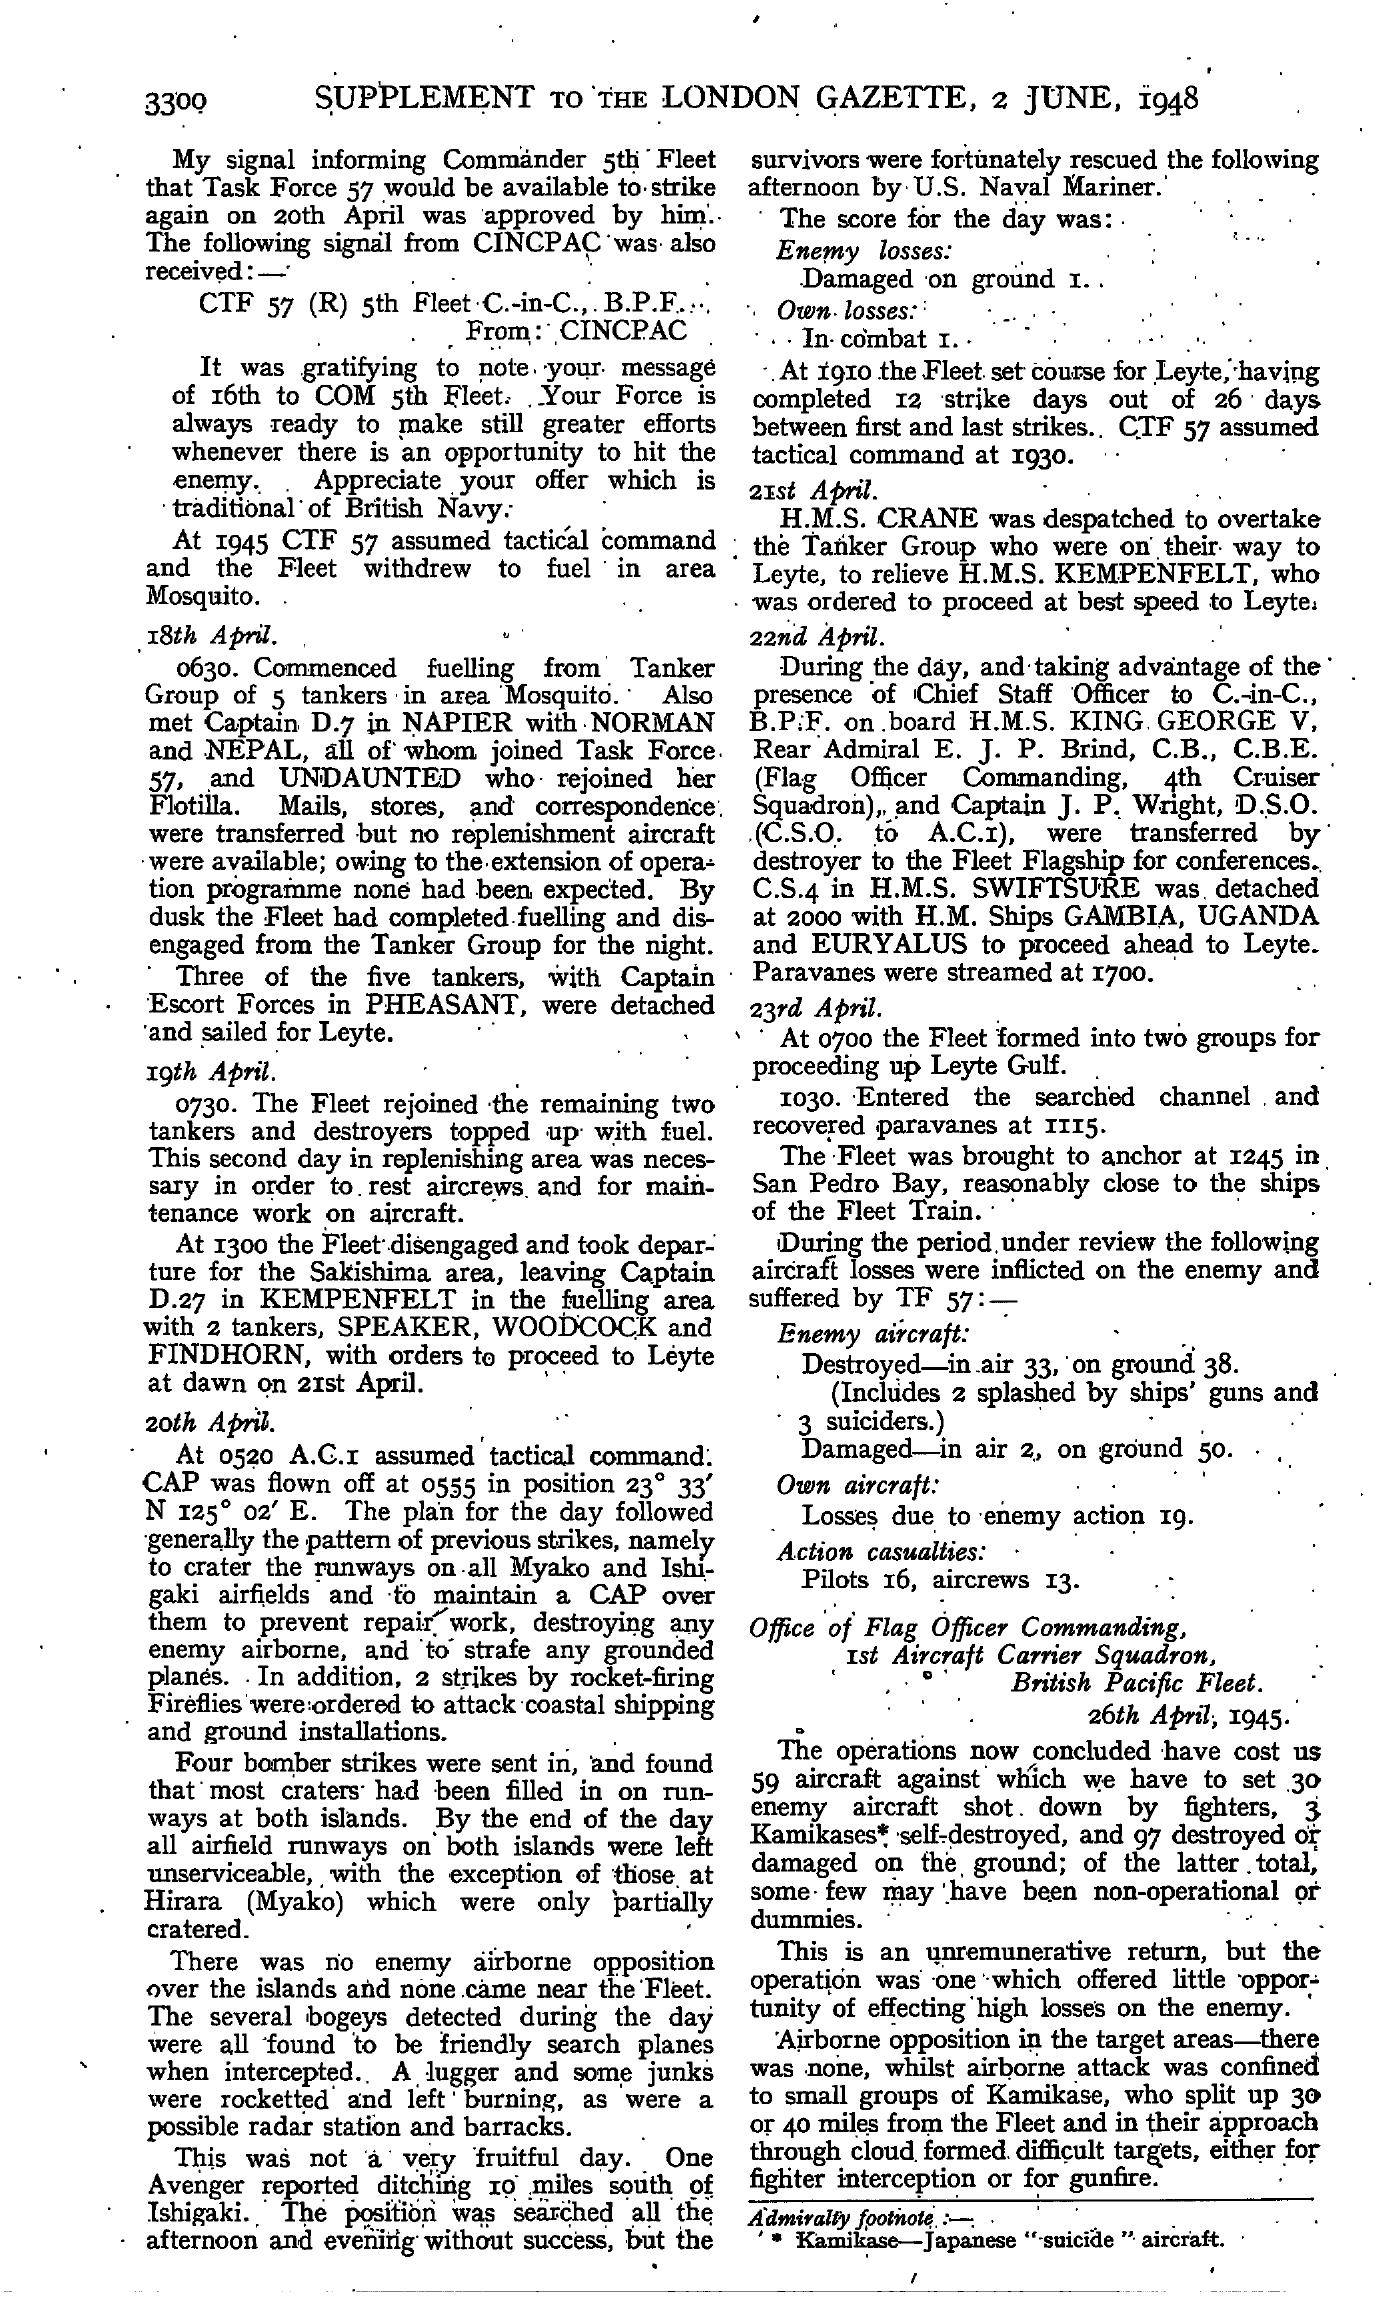 3300 SUPPLEMENT TO THE LONDON GAZETTE, 2 JUNE, 1948
My signal informing Commander 5th Fleet
that Task Force 57 would be available to strike
again on 20th April was approved by him.
The following signal from CINCPAC was also
received:—
CTF 57 (R) 5th Fleet C.-in-C., B.P.F.
From: CINCPAC
It was gratifying to note your message
of 16th to COM 5th Fleet. Your Force is
always ready to make still greater efforts
whenever there is an opportunity to hit the
enemy. Appreciate your offer which is
traditional of British Navy.
At 1945 CTF 57 assumed tactical command
and the Fleet withdrew to fuel in area
Mosquito.
18th April.
0630. Commenced fuelling from Tanker
Group of 5 tankers in area Mosquito. Also
met Captain D.7 in NAPIER with NORMAN
and NEPAL, all of whom joined Task Force
57, and UNDAUNTED who rejoined her
Flotilla. Mails, stores, and correspondence
were transferred but no replenishment aircraft
were available; owing to the extension of opera-
tion programme none had been expected. By
dusk the Fleet had completed fuelling and dis-
engaged from the Tanker Group for the night.
Three of the five tankers, with Captain
Escort Forces in PHEASANT, were detached
and sailed for Leyte.
19th April.
0730. The Fleet rejoined the remaining two
tankers and destroyers topped up with fuel.
This second day in replenishing area was neces-
sary in order to rest aircrews and for main-
tenance work on aircraft.
At 1300 the Fleet disengaged and took depar-
ture for the Sakishima area, leaving Captain
D.27 in KEMPENFELT in the fuelling area
with 2 tankers, SPEAKER, WOODCOCK and
FINDHORN, with orders to proceed to Leyte
at dawn on 21st April.
20th April.
At 0520 A.C.1 assumed tactical command.
CAP was flown off at 0555 in position 23° 33′
N 125° 02′ E. The plan for the day followed
generally the pattern of previous strikes, namely
to crater the runways on all Myako and Ishi-
gaki airfields and to maintain a CAP over
them to prevent repair work, destroying any
enemy airborne, and to strafe any grounded
planes. In addition, 2 strikes by rocket-firing
Fireflies were ordered to attack coastal shipping
and ground installations.
Four bomber strikes were sent in, and found
that most craters had been filled in on run-
ways at both islands. By the end of the day
all airfield runways on both islands were left
unserviceable, with the exception of those at
Hirara (Myako) which were only partially
cratered.
There was no enemy airborne opposition
over the islands and none came near the Fleet.
The several bogeys detected during the day
were all found to be friendly search planes
when intercepted. A lugger and some junks
were rocketted and left burning, as were a
possible radar station and barracks.
This was not a very fruitful day. One
Avenger reported ditching 10 miles south of
Ishigaki. The position was searched all the
afternoon and evening without success, but the
survivors were fortunately rescued the following
afternoon by U.S. Naval Mariner.
The score for the day was:
Enemy losses:
Damaged on ground 1.
Own losses:
In combat 1.
At 1910 the Fleet set course for Leyte, having
completed 12 strike days out of 26 days
between first and last strikes. CTF 57 assumed
tactical command at 1930.
21st April.
H.M.S. CRANE was despatched to overtake
the Tanker Group who were on their way to
Leyte, to relieve H.M.S. KEMPENFELT, who
was ordered to proceed at best speed to Leyte.
22nd April.
During the day, and taking advantage of the
presence of Chief Staff Officer to C.-in-C.,
B.P.F. on board H.M.S. KING GEORGE V,
Rear Admiral E. J. P. Brind, C.B., C.B.E.
(Flag Officer Commanding, 4th Cruiser
Squadron), and Captain J. P. Wright, D.S.O.
(C.S.O. to A.C.1), were transferred by
destroyer to the Fleet Flagship for conferences.
C.S.4 in H.M.S. SWIFTSURE was detached
at 2000 with H.M. Ships GAMBIA, UGANDA
and EURYALUS to proceed ahead to Leyte.
Paravanes were streamed at 1700.
23rd April.
At 0700 the Fleet formed into two groups for
proceeding up Leyte Gulf.
1030. Entered the searched channel and
recovered paravanes at 1115.
The Fleet was brought to anchor at 1245 in
San Pedro Bay, reasonably close to the ships
of the Fleet Train.
During the period under review the following
aircraft losses were inflicted on the enemy and
suffered by TF 57:—
Enemy aircraft:
Destroyed—in air 33, on ground 38.
(Includes 2 splashed by ships' guns and
3 suiciders.)
Damaged—in air 2, on ground 50.
Own aircraft:
Losses due to enemy action 19.
Action casualties:
Pilots 16, aircrews 13.
Office of Flag Officer Commanding,
1st Aircraft Carrier Squadron,
British Pacific Fleet.
26th April, 1945.
The operations now concluded have cost us
59 aircraft against which we have to set 30
enemy aircraft shot down by fighters, 3
Kamikases* self-destroyed, and 97 destroyed or
damaged on the ground; of the latter total,
some few may have been non-operational or
dummies.
This is an unremunerative return, but the
operation was one which offered little oppor-
tunity of effecting high losses on the enemy.
Airborne opposition in the target areas—there
was none, whilst airborne attack was confined
to small groups of Kamikase, who split up 30
or 40 miles from the Fleet and in their approach
through cloud formed difficult targets, either for
fighter interception or for gunfire.
Admiralty footnote:—
* Kamikase—Japanese "suicide" aircraft.